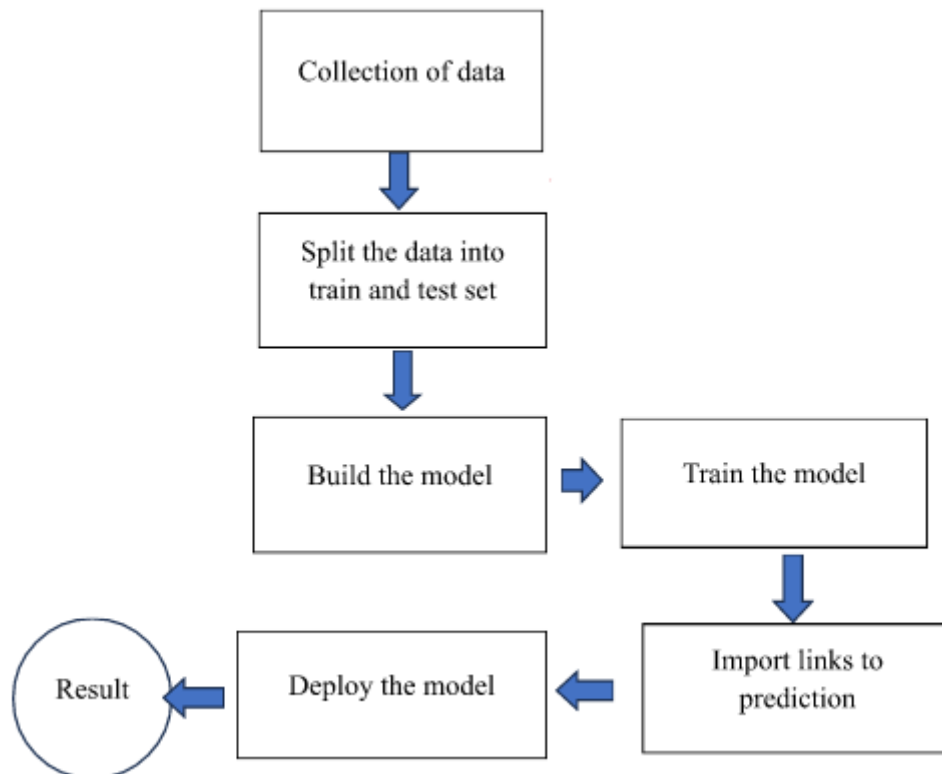 Collection of data
Split the data into
train and test set
Build the model
Train the model
Import links to
prediction
Deploy the model
Result